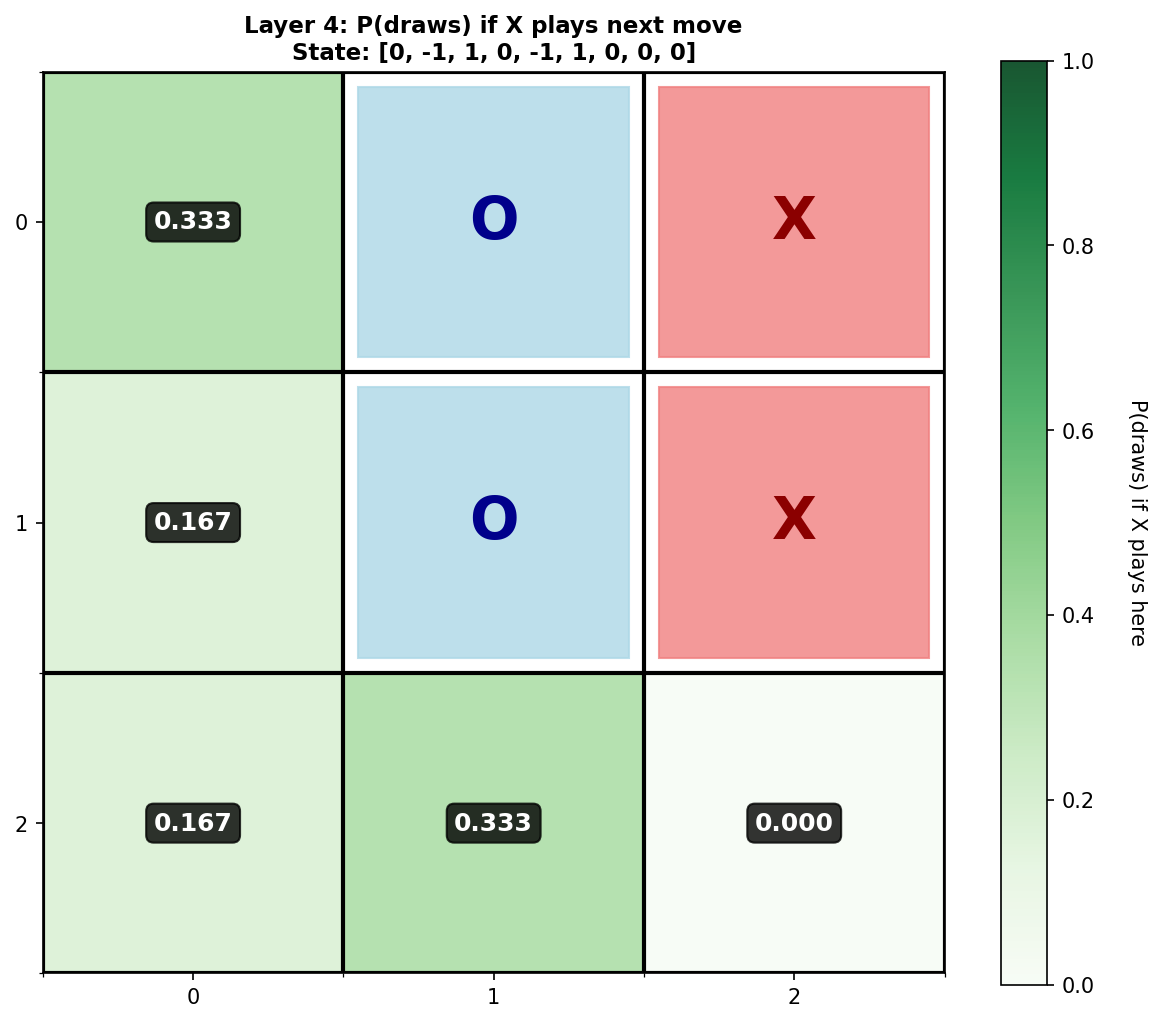 Layer 4: P(draws) if X plays next move
State: [0, -1, 1, 0, -1, 1, 0, 0, 0]
0
0.333
O
X
1
0.167
O
X
2
0.167
0.333
0.000
0
1
2
1.0
0.8
0.6
0.4
0.2
0.0
P(draws) if X plays here